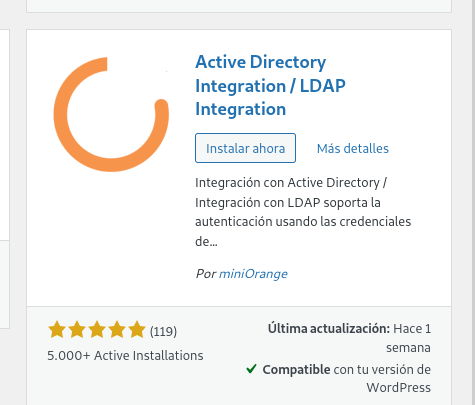 Active Directory
Integration / LDAP
Integration
Instalar ahora
Más detalles
Integración con Active Directory /
Integración con LDAP soporta la
autenticación usando las credenciales
de...
Por miniOrange
(119)
5.000+ Active Installations
Última actualización: Hace 1
semana
Compatible con tu versión de
WordPress